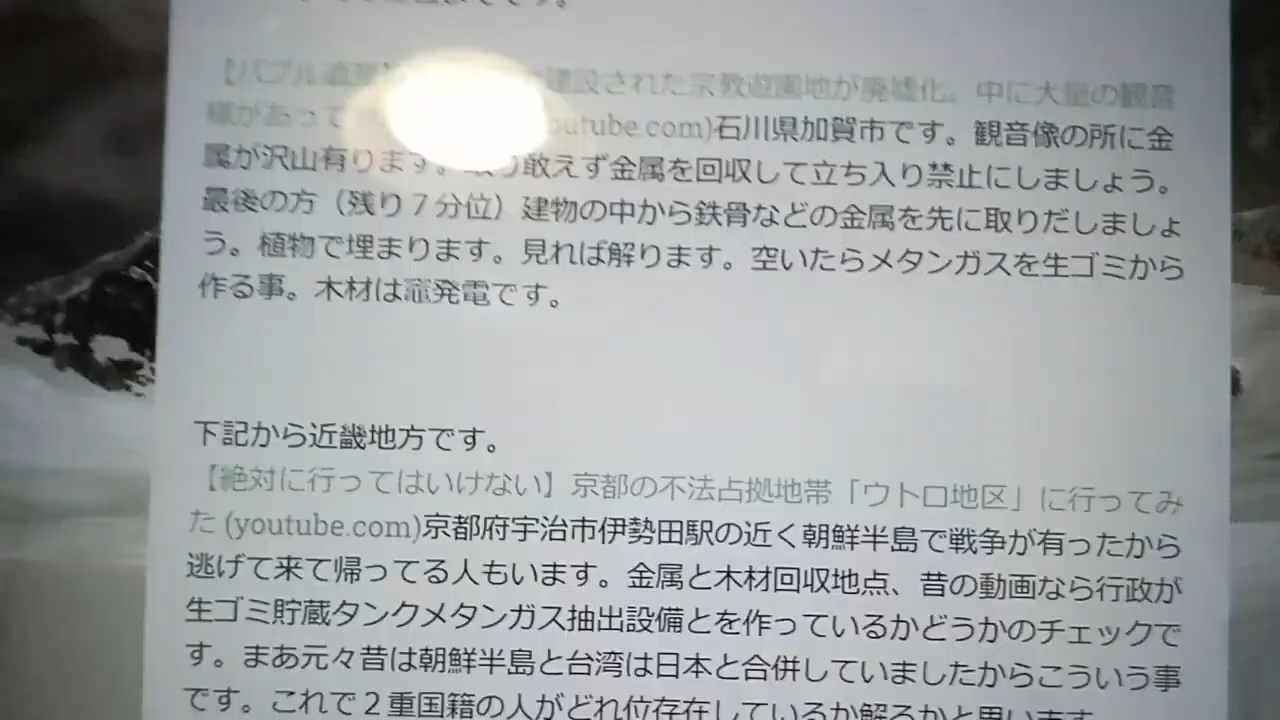 【バブル遺産】 建設された宗教遊園地が廃墟化。中に大量の観音
様があって utube.com)石川県加賀市です。観音像の所に金
属が沢山有ります。取り敢えず金属を回収して立ち入り禁止にしましょう。
最後の方（残り７分位）建物の中から鉄骨などの金属を先に取りだしましょ
う。植物で埋まります。見れば解ります。空いたらメタンガスを生ゴミから
作る事。木材は竈発電です。
下記から近畿地方です。
【絶対に行ってはいけない】京都の不法占拠地帯「ウトロ地区」に行ってみ
た (youtube.com)京都府宇治市伊勢田駅の近く朝鮮半島で戦争が有ったから
逃げて来て帰ってる人もいます。金属と木材回収地点、昔の動画なら行政が
生ゴミ貯蔵タンクメタンガス抽出設備とを作っているかどうかのチェックで
す。まあ元々昔は朝鮮半島と台湾は日本と合併していましたからこういう事
です。これで２重国籍の人がどれ位存在しているか解るかと思います。